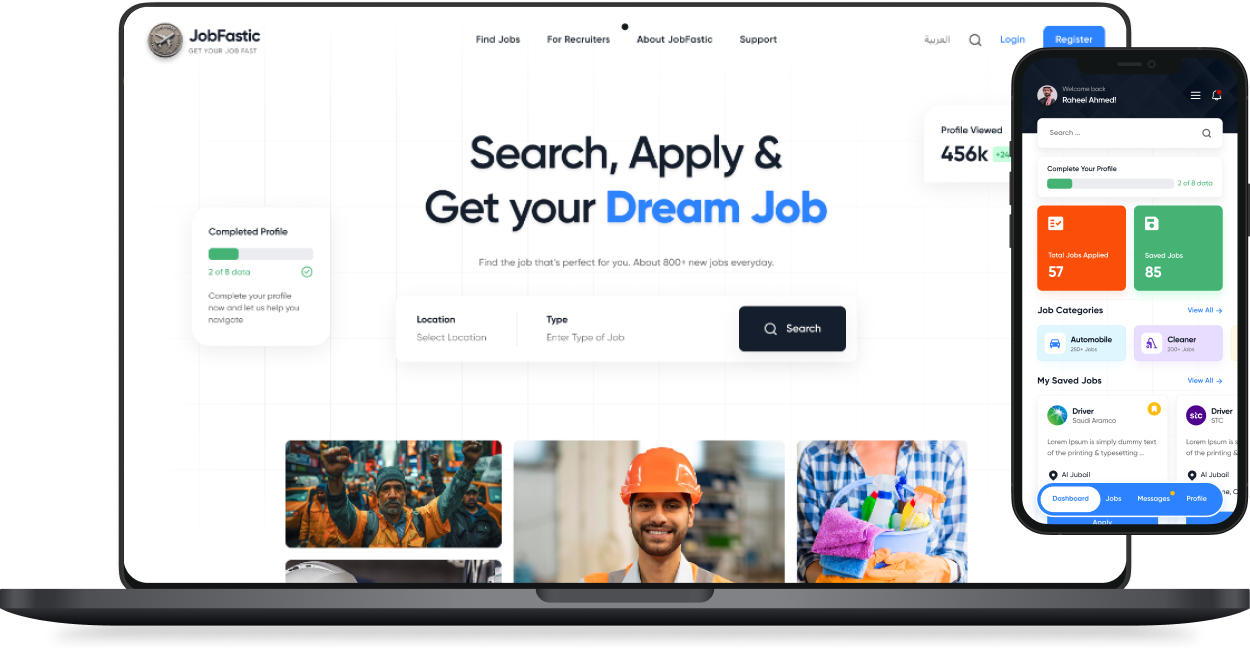 JobFastic
GET YOUR JOB FAST
Find Jobs
For Recruiters
About JobFastic
Support
العربية
Login
Register
Search, Apply &
Get your Dream Job
Find the job that's perfect for you. About 800+ new jobs everyday.
Completed Profile
2 of 8 data
Complete your profile
now and let us help you
navigate
Profile Viewed
456k
+24
Location
Select Location
Type
Enter Type of Job
Search
Welcome back
Raheel Ahmed!
Search ...
Complete Your Profile
2 of 8 data
Total Jobs Applied
57
Saved Jobs
85
Job Categories
View All →
Automobile
250+ Jobs
Cleaner
200+ Jobs
My Saved Jobs
View All →
Driver
Saudi Aramco
Lorem Ipsum is simply dummy text
of the printing & typesetting ...
Al Jubail
stc
Driver
STC
Lorem Ipsum is s
of the printing &
Al Jubail
Dashboard
Jobs
Messages
Profile
Apply